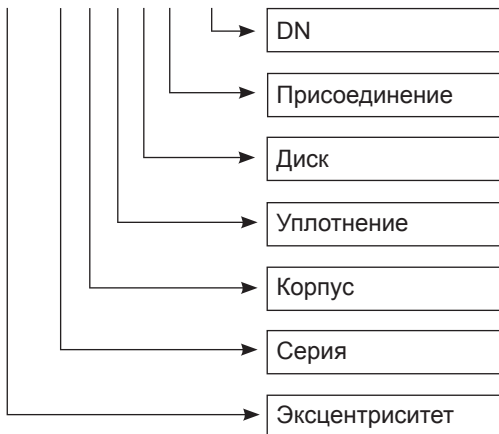 DN
Присоединение
Диск
Уплотнение
Корпус
Серия
Эксцентриситет